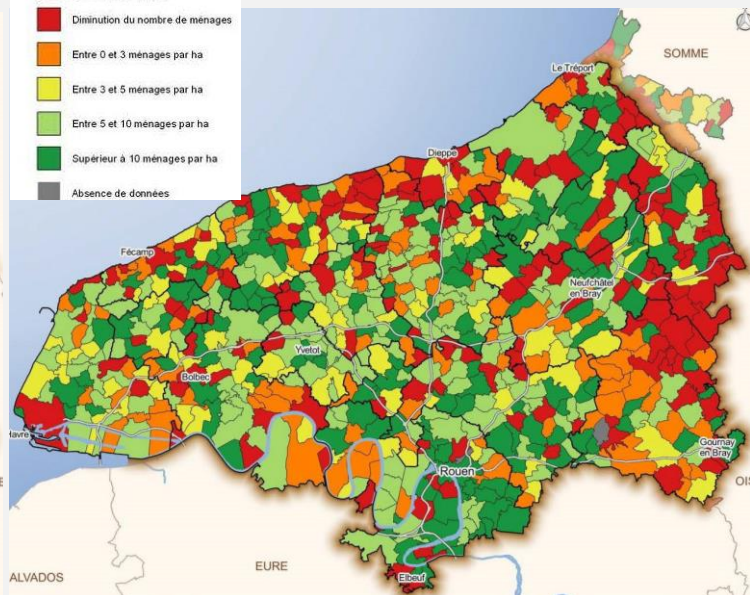 Diminution du nombre de ménages
Entre 0 et 3 ménages par ha
Entre 3 et 5 ménages par ha
Entre 5 et 10 ménages par ha
Supérieur à 10 ménages par ha
Absence de données
SOMME
Le Tréport
Dieppe
Fécamp
Neufchâtel
en Bray
Yvetot
Bolbec
Havre
Gournay
en Bray
Rouen
OIS
EURE
Elbeuf
ALVADOS